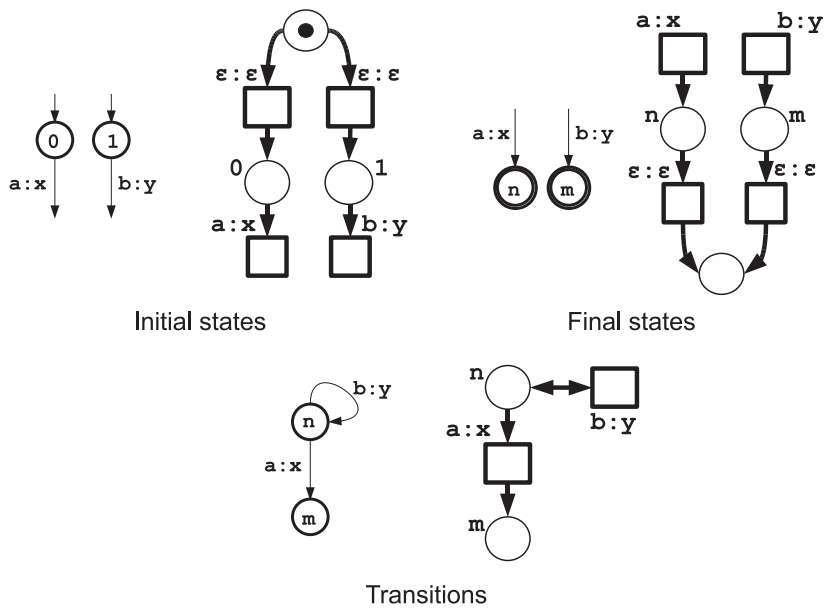 a:x b:y
ε:ε ε:ε
a:x b:y n m
0 1
0 1
n m
a:x b:y
ε:ε ε:ε
a:x b:y
Initial states Final states
n
b:y
n
a:x
b:y
a:x
m
m
Transitions